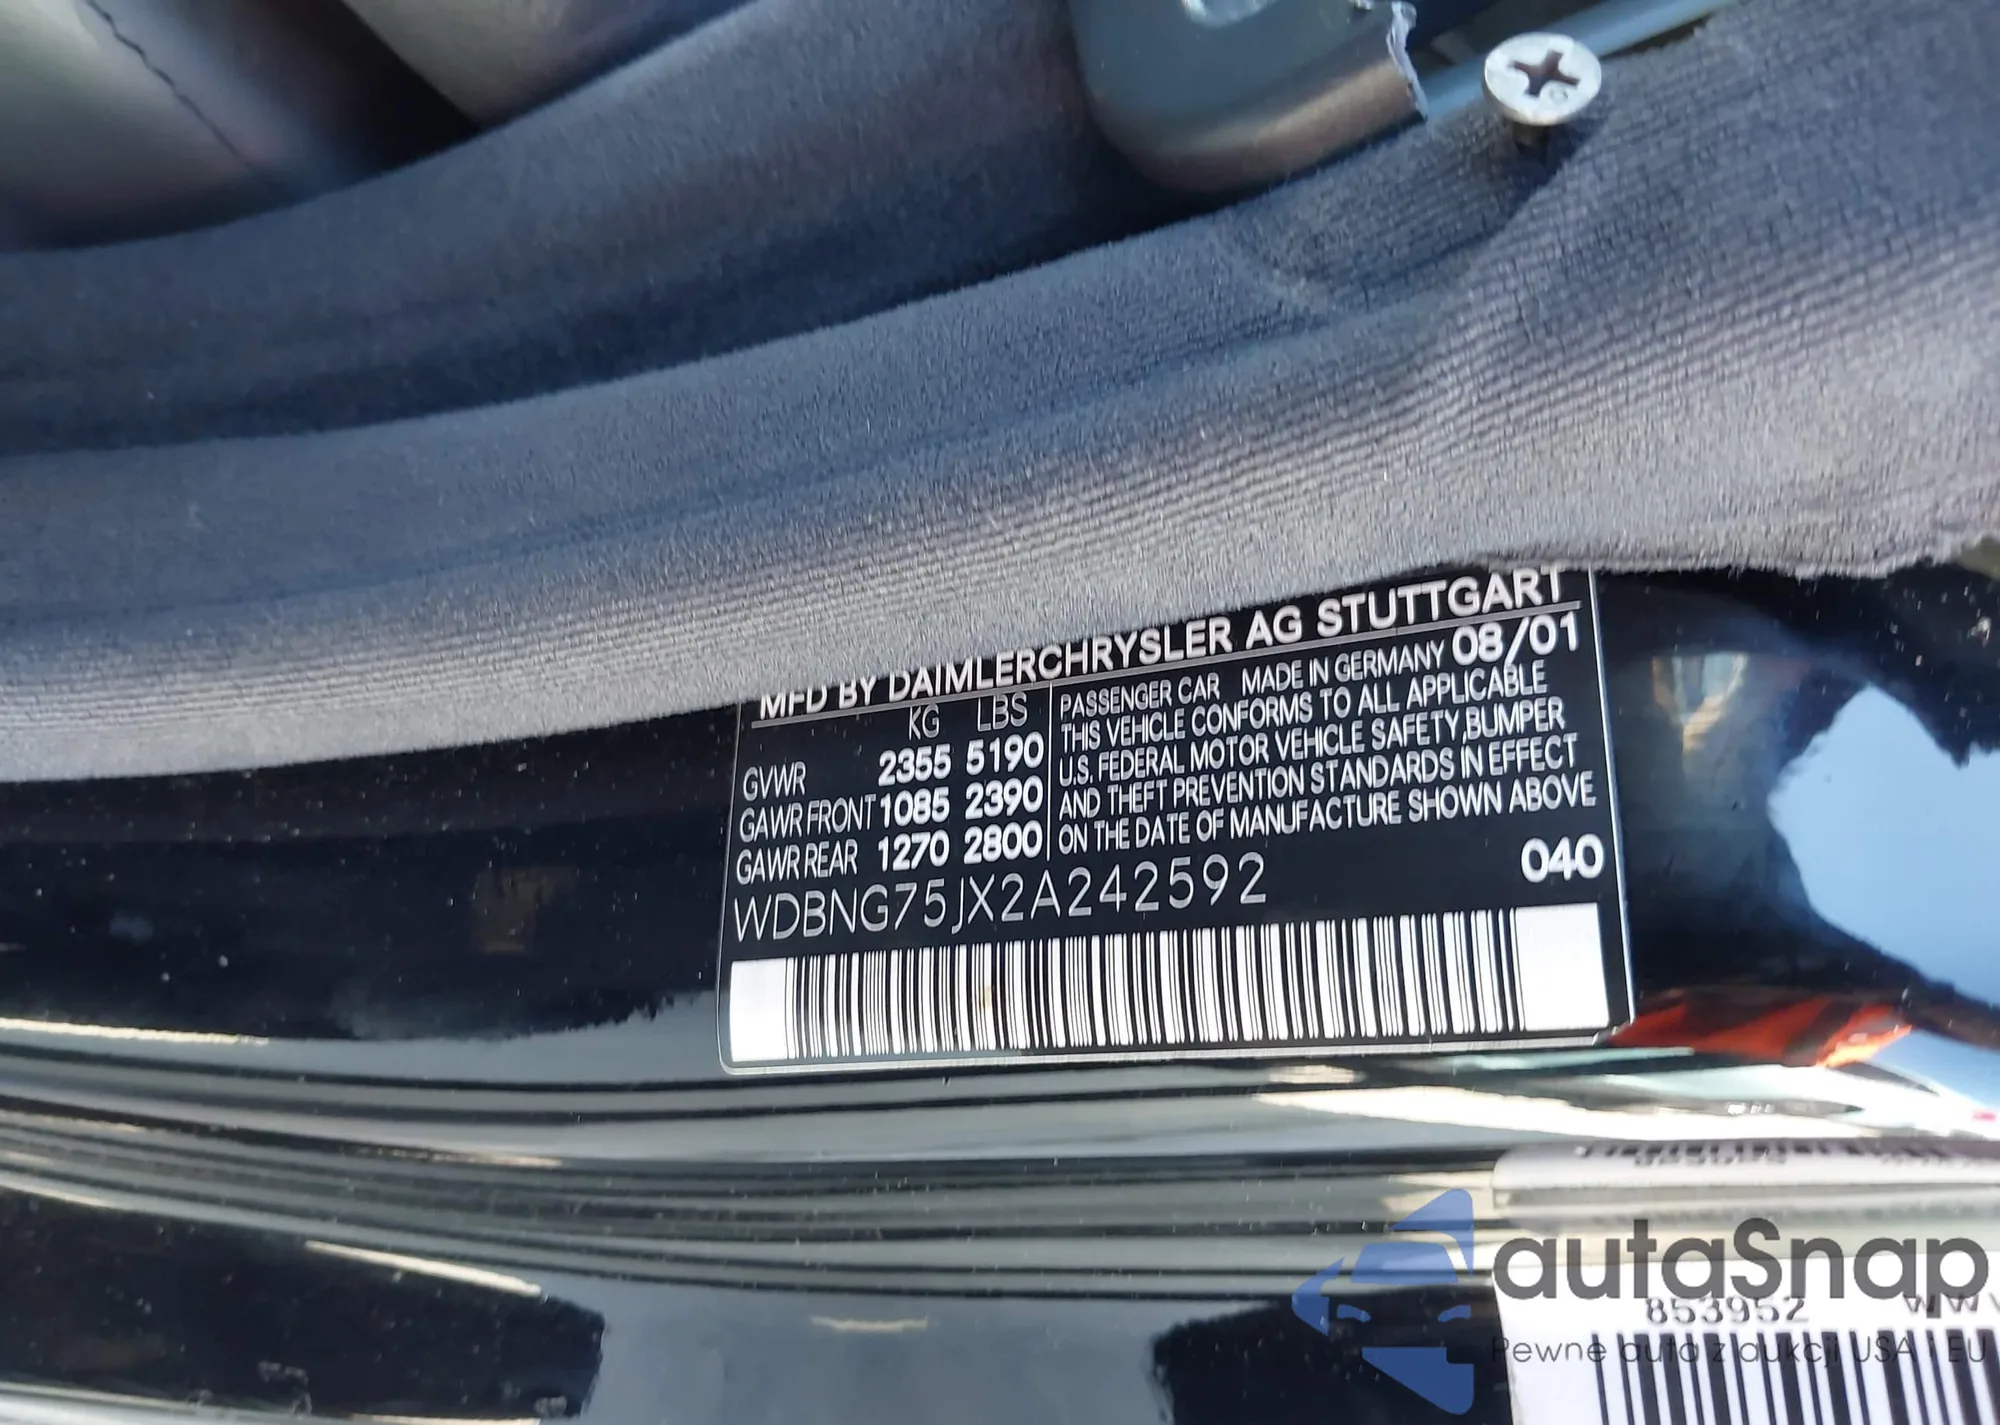 MFD BY DAIMLERCHRYSLER AG STUTTGART
KG LBS
GVWR 2355 5190
GAWR FRONT 1085 2390
GAWR REAR 1270 2800
PASSENGER CAR MADE IN GERMANY 08/01
THIS VEHICLE CONFORMS TO ALL APPLICABLE
U.S. FEDERAL MOTOR VEHICLE SAFETY,BUMPER
AND THEFT PREVENTION STANDARDS IN EFFECT
ON THE DATE OF MANUFACTURE SHOWN ABOVE
040
WDBNG75JX2A242592
autaSnap
853952
Pewne auta z aukcji USA i EU